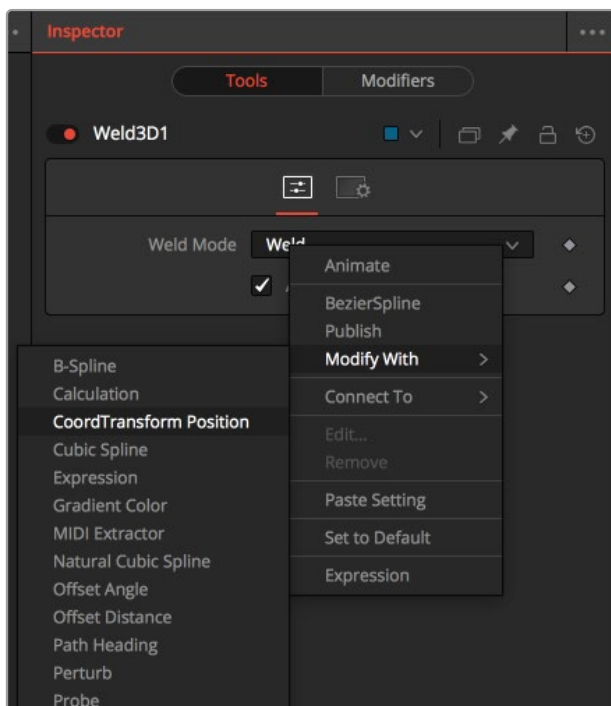 Inspector
Tools Modifiers
Weld3D1
Weld Mode Weld
Animate
BezierSpline
Publish
Modify With
Connect To
Edit...
Remove
Paste Setting
Set to Default
Expression
B-Spline
Calculation
CoordTransform Position
Cubic Spline
Expression
Gradient Color
MIDI Extractor
Natural Cubic Spline
Offset Angle
Offset Distance
Path Heading
Perturb
Probe